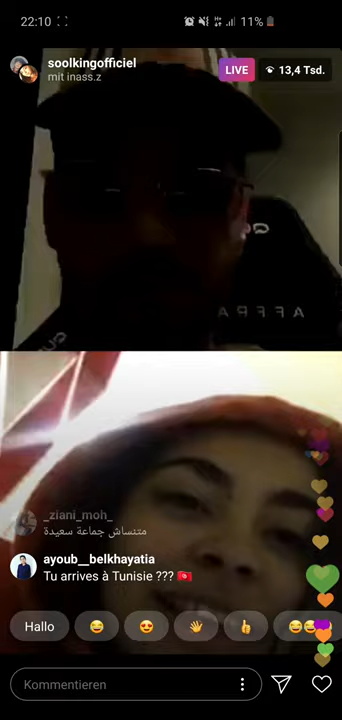 22:10
11%
soolkingofficiel
mit inass.z
LIVE
13,4 Tsd.
AFFRA
_ziani_moh_
متنساش جماعة سعيدة
ayoub__belkhayatia
Tu arrives à Tunisie ??? 🇹🇳
Hallo 😂 😍 👋 👍 😂😂
Kommentieren